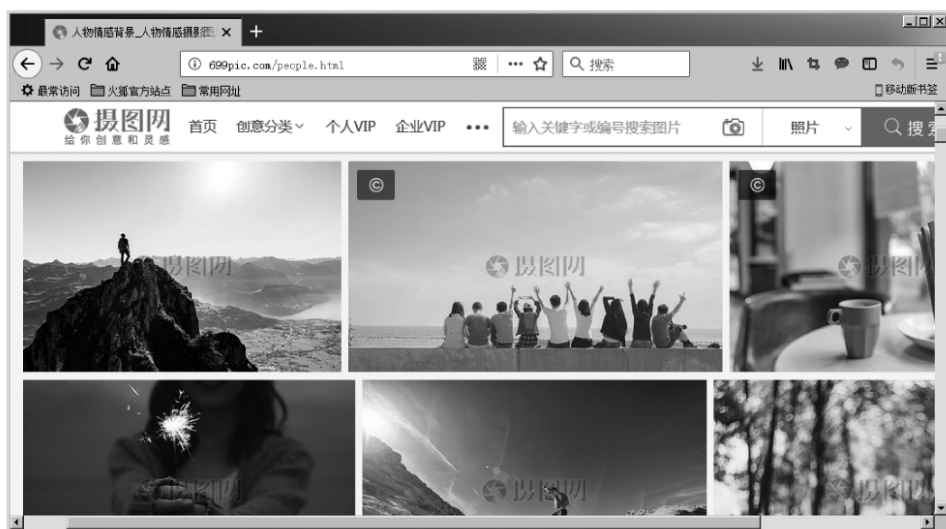 人物情感背景_人物情感摄影图
699pic.com/people.html
搜索
最常访问 火狐官方站点 常用网址
移动版书签
摄图网
给你创意和灵感
首页 创意分类 个人VIP 企业VIP •••
输入关键字或编号搜索图片
照片
搜索
©
©
摄图网
摄图网
摄图网
摄图网
摄图网
摄图网